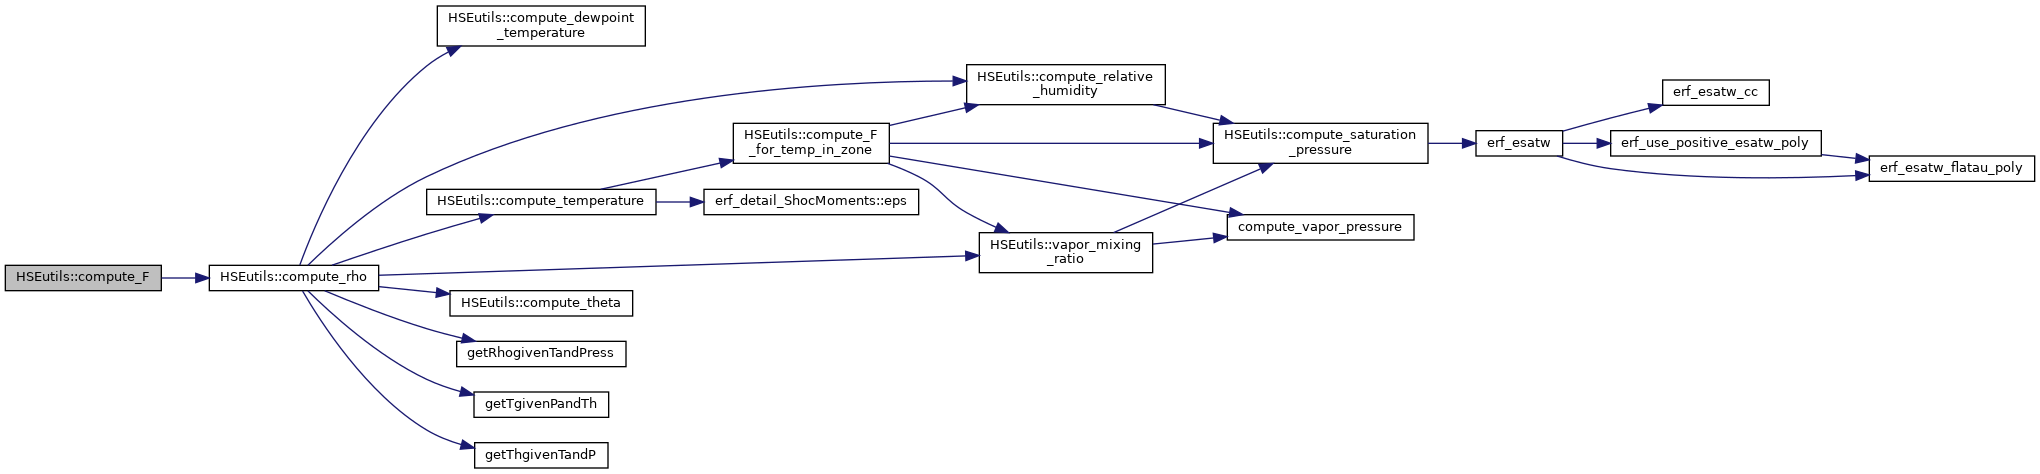 HSEutils::compute_F
HSEutils::compute_rho
HSEutils::compute_dewpoint
_temperature
HSEutils::compute_relative
_humidity
HSEutils::compute_temperature
HSEutils::compute_F
_for_temp_in_zone
erf_detail_ShocMoments::eps
HSEutils::vapor_mixing
_ratio
HSEutils::compute_saturation
_pressure
compute_vapor_pressure
erf_esatw
erf_esatw_cc
erf_use_positive_esatw_poly
erf_esatw_flatau_poly
HSEutils::compute_theta
getRhogivenTandPress
getTgivenPandTh
getThgivenTandP